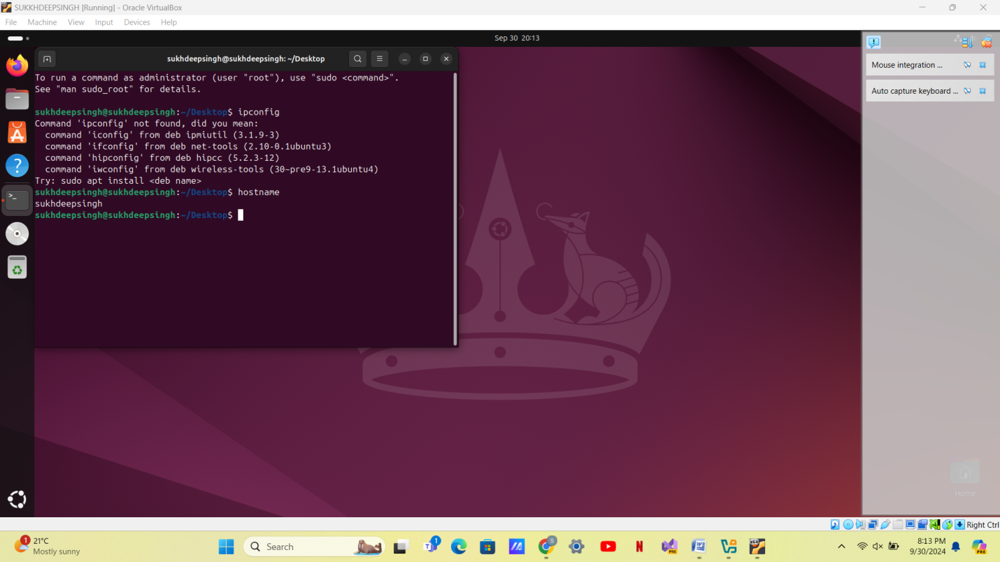 SUKKHDEEPSINGH [Running] - Oracle VirtualBox
File Machine View Input Devices Help
Sep 30 20:13
sukhdeepsingh@sukhdeepsingh: ~/Desktop
To run a command as administrator (user "root"), use "sudo <command>".
See "man sudo_root" for details.
sukhdeepsingh@sukhdeepsingh:~/Desktop$ ipconfig
Command 'ipconfig' not found, did you mean:
command 'iconfig' from deb ipmiutil (3.1.9-3)
command 'ifconfig' from deb net-tools (2.10-0.1ubuntu3)
command 'hipconfig' from deb hipcc (5.2.3-12)
command 'iwconfig' from deb wireless-tools (30~pre9-13.1ubuntu4)
Try: sudo apt install <deb name>
sukhdeepsingh@sukhdeepsingh:~/Desktop$ hostname
sukhdeepsingh
sukhdeepsingh@sukhdeepsingh:~/Desktop$
Mouse integration ...
Auto capture keyboard ...
Home
Right Ctrl
1
21°C
Mostly sunny
Search
1
S
N
PRE
8:13 PM
9/30/2024
PRE